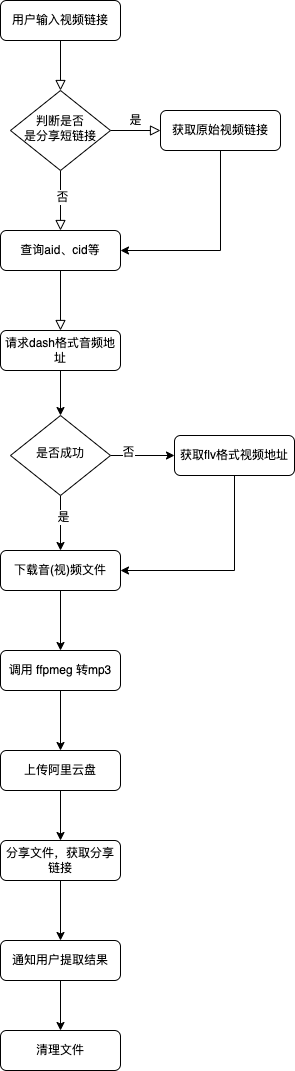 用户输入视频链接
判断是否
是分享短链接
是
获取原始视频链接
否
查询aid、cid等
请求dash格式音频地
址
是否成功
否
获取flv格式视频地址
是
下载音(视)频文件
调用 ffpmeg 转mp3
上传阿里云盘
分享文件，获取分享
链接
通知用户提取结果
清理文件